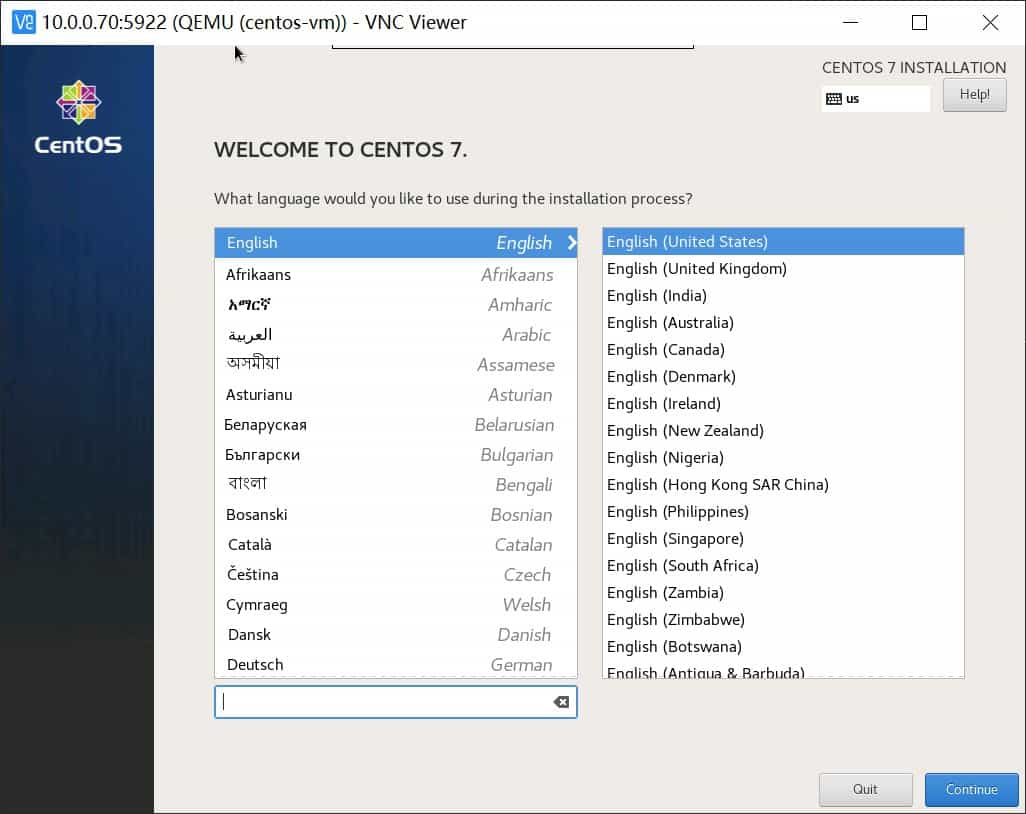 10.0.0.70:5922 (QEMU (centos-vm)) - VNC Viewer
CentOS
CENTOS 7 INSTALLATION
us
Help!
WELCOME TO CENTOS 7.
What language would you like to use during the installation process?
English English
Afrikaans Afrikaans
አማርኛ Amharic
العربية Arabic
অসমীয়া Assamese
Asturianu Asturian
Беларуская Belarusian
Български Bulgarian
বাংলা Bengali
Bosanski Bosnian
Català Catalan
Čeština Czech
Cymraeg Welsh
Dansk Danish
Deutsch German
English (United States)
English (United Kingdom)
English (India)
English (Australia)
English (Canada)
English (Denmark)
English (Ireland)
English (New Zealand)
English (Nigeria)
English (Hong Kong SAR China)
English (Philippines)
English (Singapore)
English (South Africa)
English (Zambia)
English (Zimbabwe)
English (Botswana)
English (Antigua & Barbuda)
Quit
Continue